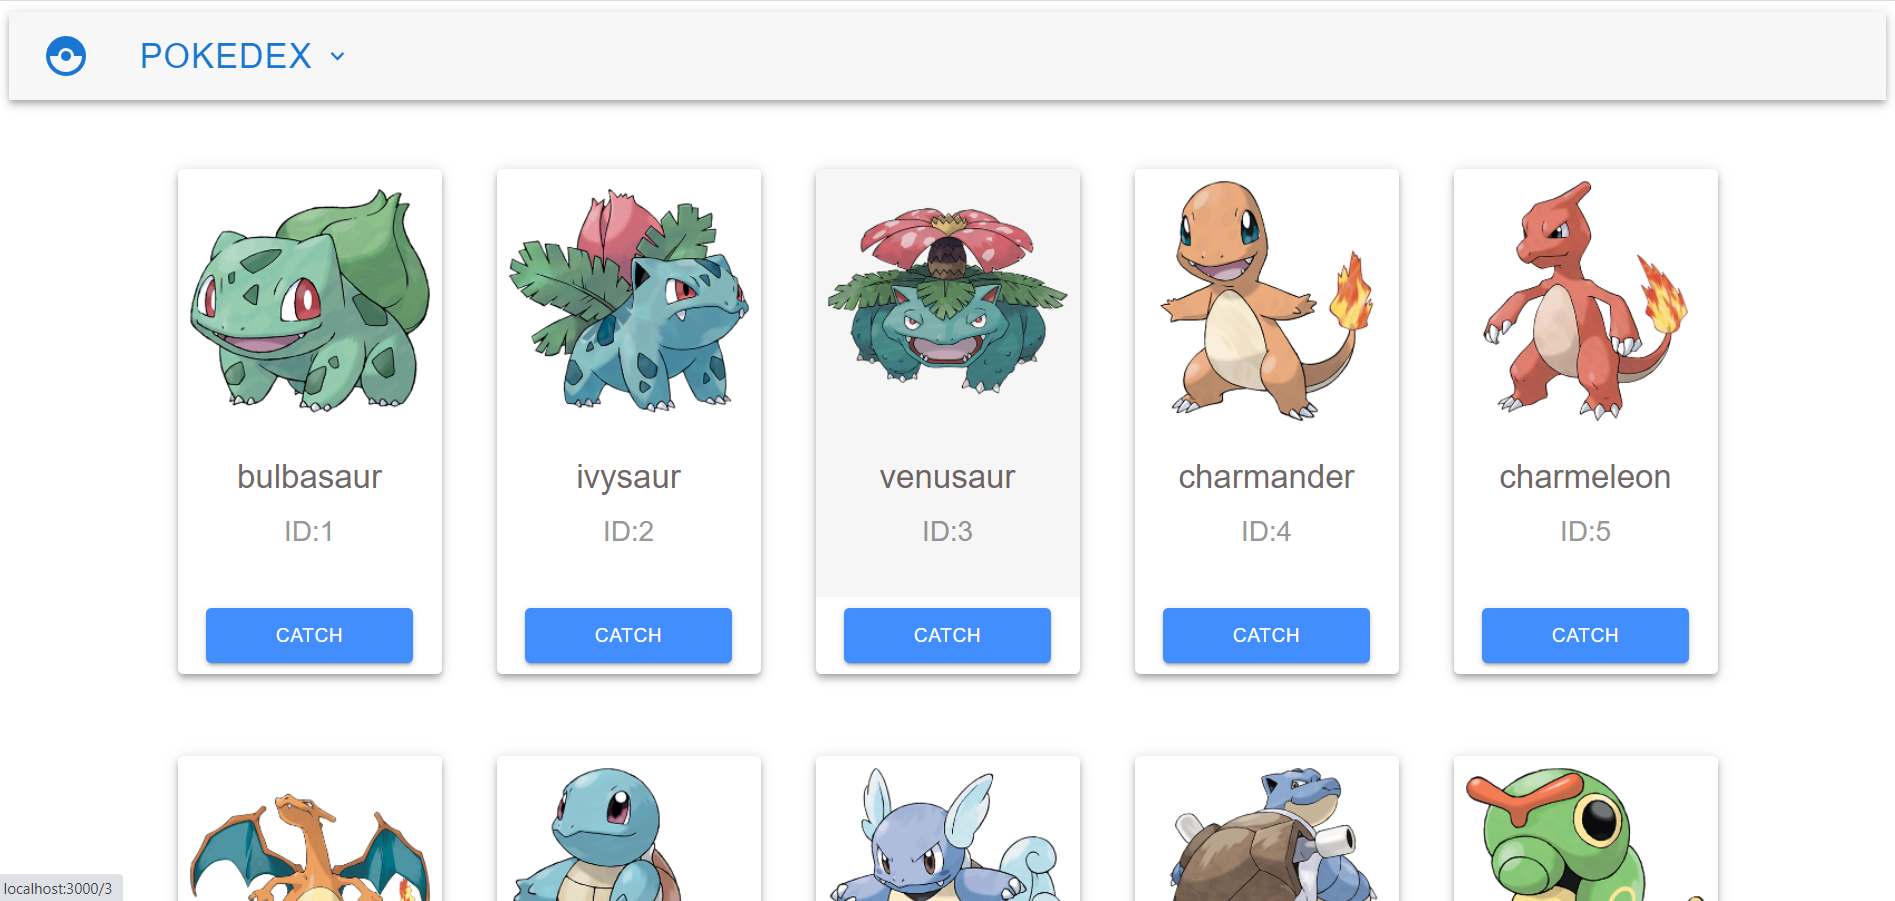 POKEDEX
bulbasaur
ID:1
CATCH
ivysaur
ID:2
CATCH
venusaur
ID:3
CATCH
charmander
ID:4
CATCH
charmeleon
ID:5
CATCH
localhost:3000/3